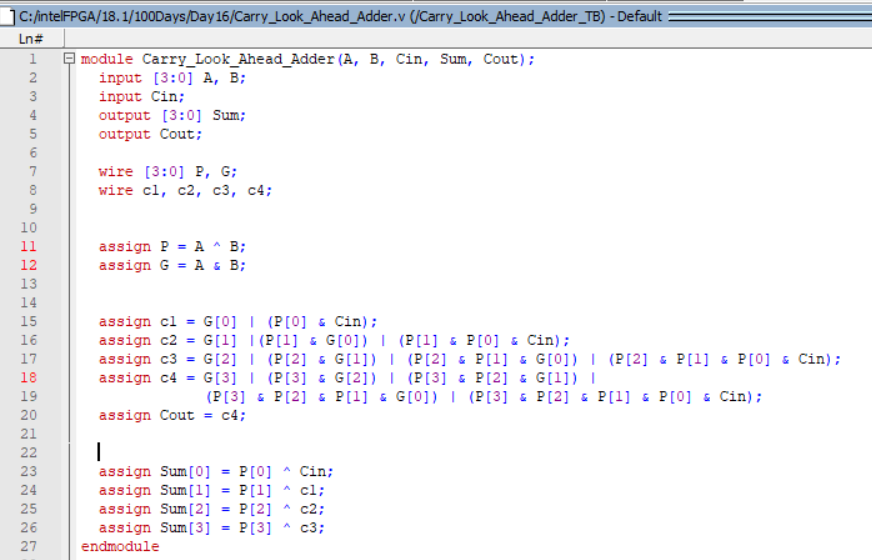 C:/intelFPGA/18.1/100Days/Day16/Carry_Look_Ahead_Adder.v (/Carry_Look_Ahead_Adder_TB) - Default
Ln#
1 module Carry_Look_Ahead_Adder(A, B, Cin, Sum, Cout);
2 input [3:0] A, B;
3 input Cin;
4 output [3:0] Sum;
5 output Cout;
6
7 wire [3:0] P, G;
8 wire c1, c2, c3, c4;
9
10
11 assign P = A ^ B;
12 assign G = A & B;
13
14
15 assign c1 = G[0] | (P[0] & Cin);
16 assign c2 = G[1] |(P[1] & G[0]) | (P[1] & P[0] & Cin);
17 assign c3 = G[2] | (P[2] & G[1]) | (P[2] & P[1] & G[0]) | (P[2] & P[1] & P[0] & Cin);
18 assign c4 = G[3] | (P[3] & G[2]) | (P[3] & P[2] & G[1]) |
19 (P[3] & P[2] & P[1] & G[0]) | (P[3] & P[2] & P[1] & P[0] & Cin);
20 assign Cout = c4;
21
22
23 assign Sum[0] = P[0] ^ Cin;
24 assign Sum[1] = P[1] ^ c1;
25 assign Sum[2] = P[2] ^ c2;
26 assign Sum[3] = P[3] ^ c3;
27 endmodule